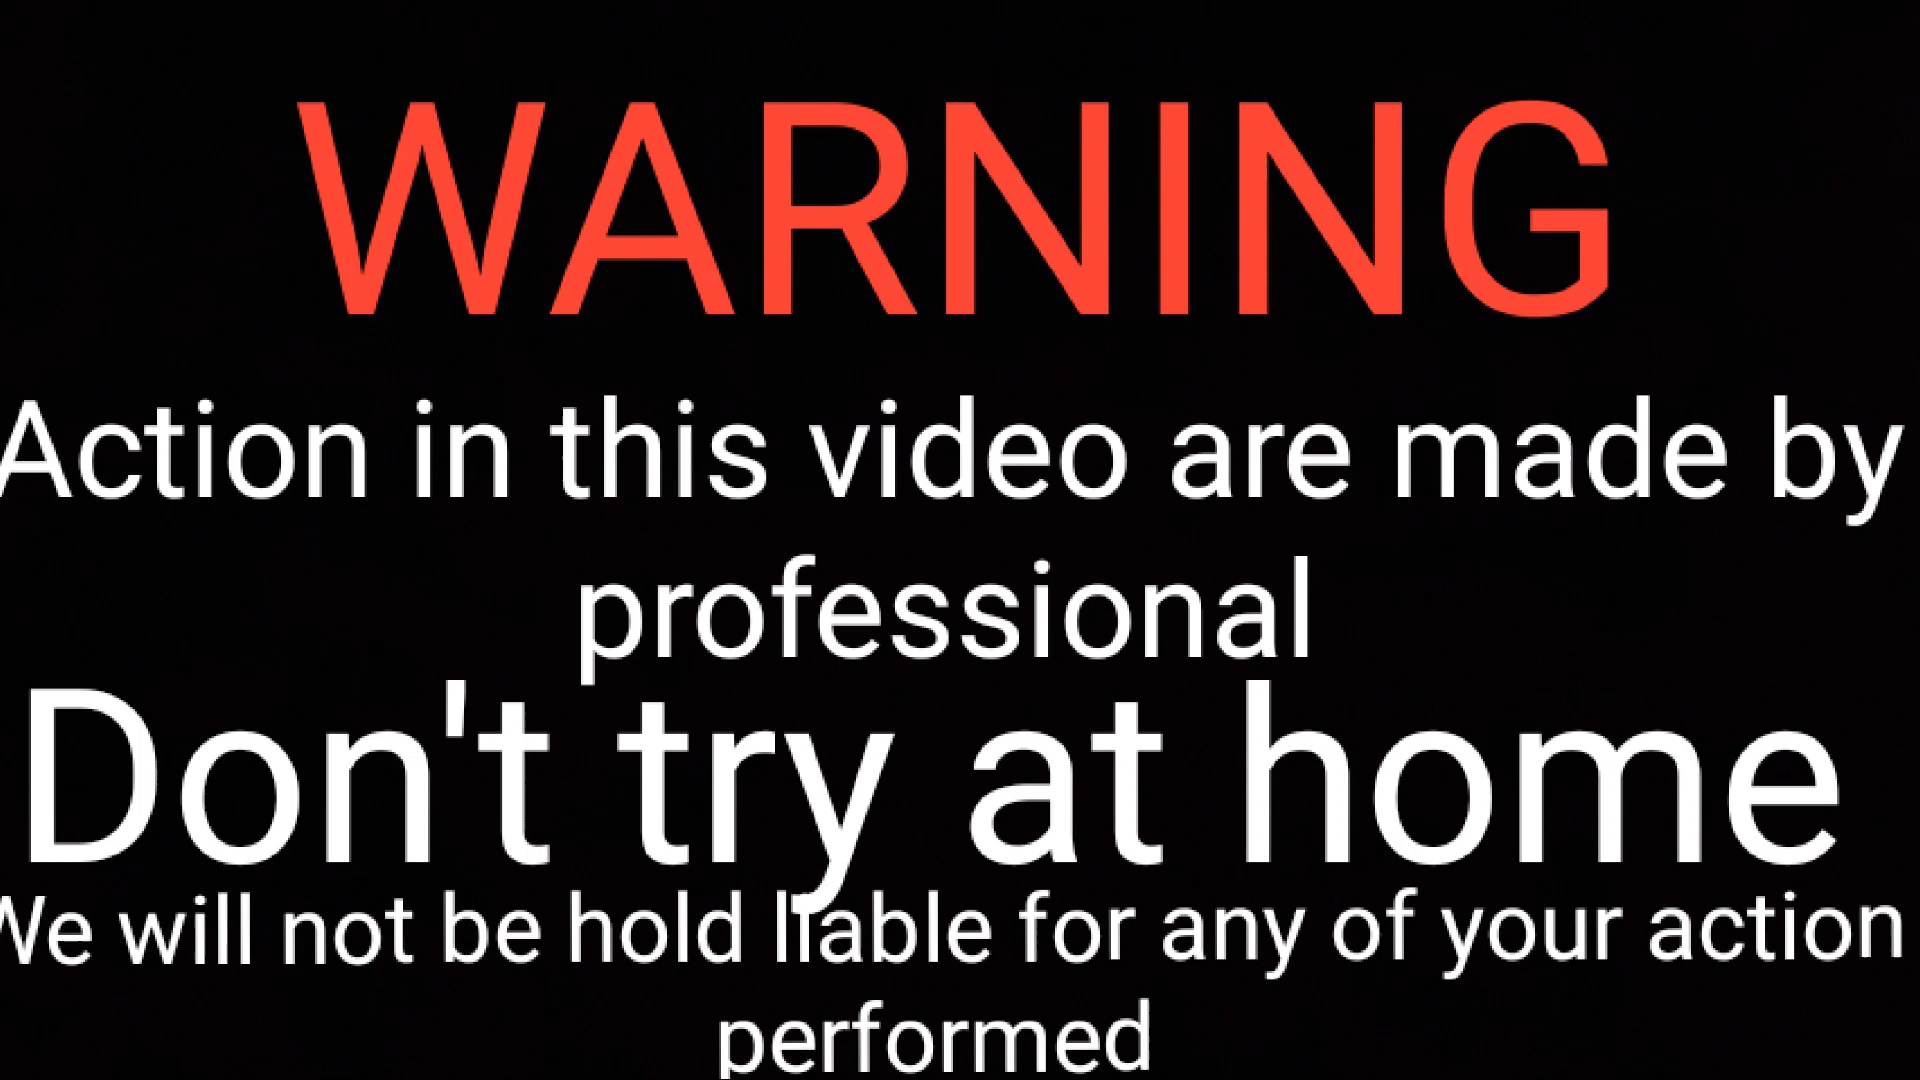 WARNING
Action in this video are made by
professional
Don't try at home
We will not be hold liable for any of your action
performed